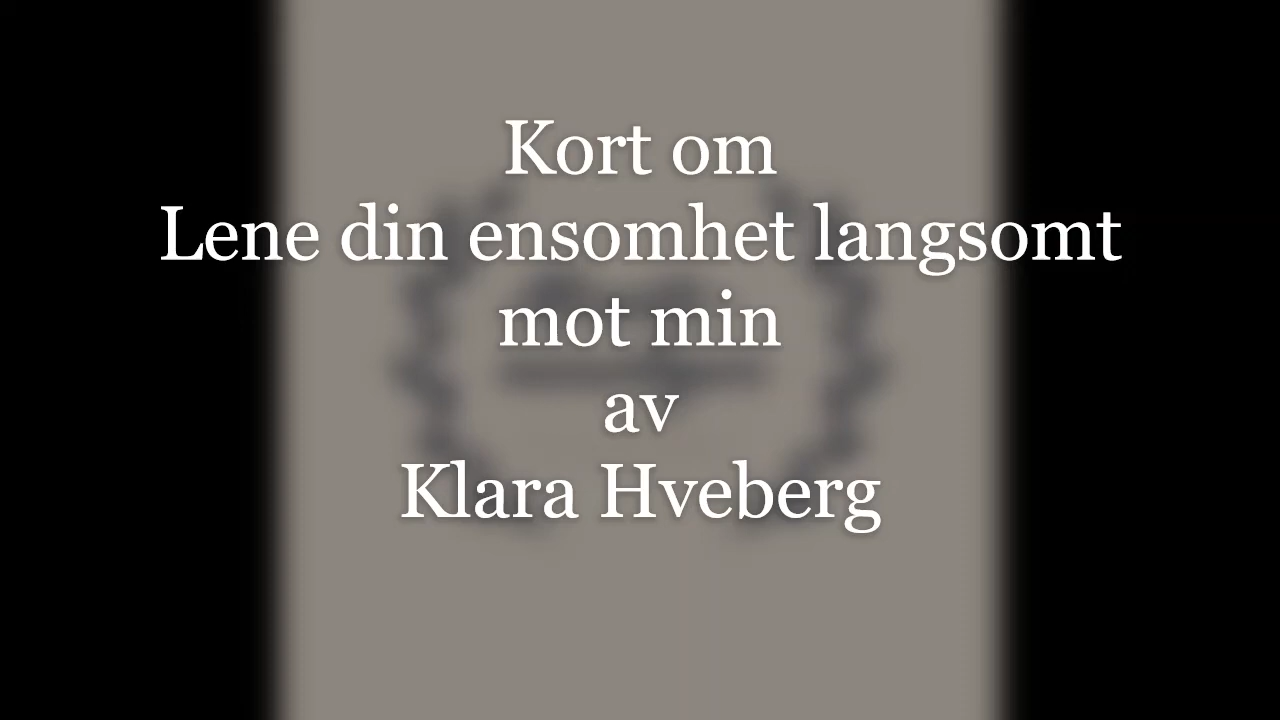 Kort om
Lene din ensomhet langsomt
mot min
av
Klara Hveberg